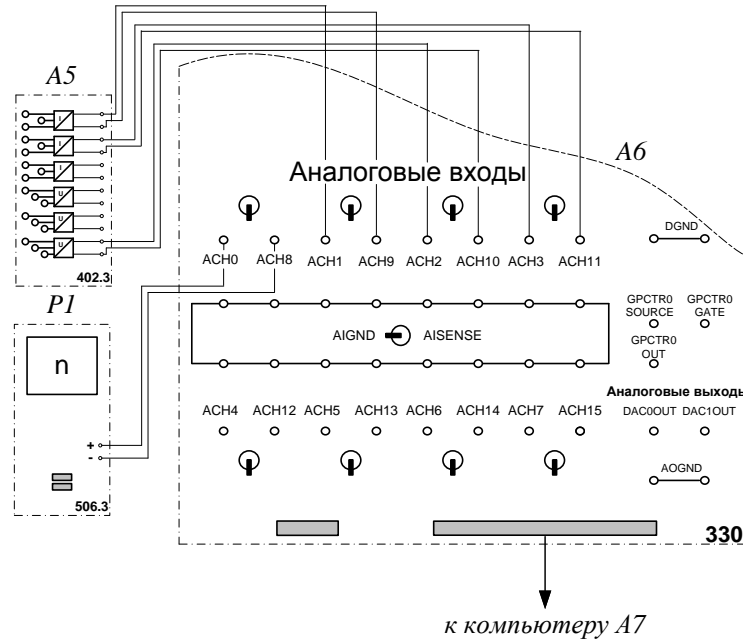 A5
A6
Аналоговые входы
I
I
I
U
U
U
402.3
DGND
ACH0 ACH8 ACH1 ACH9 ACH2 ACH10 ACH3 ACH11
P1
n
+
-
506.3
AIGND AISENSE
GPCTR0 SOURCE
GPCTR0 GATE
GPCTR0 OUT
Аналоговые выходы
ACH4 ACH12 ACH5 ACH13 ACH6 ACH14 ACH7 ACH15
DAC0OUT DAC1OUT
AOGND
330
к компьютеру A7